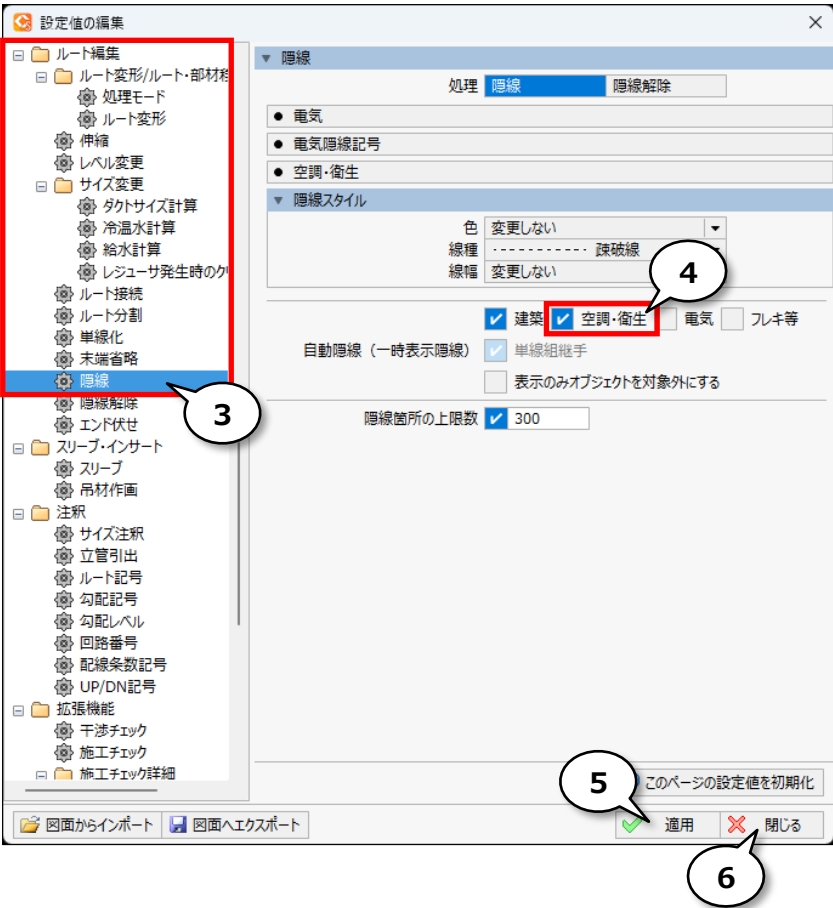 設定値の編集
ルート編集
ルート変形/ルート・部材移
処理モード
ルート変形
伸縮
レベル変更
サイズ変更
ダクトサイズ計算
冷温水計算
給水計算
レジューサ発生時のクリ
ルート接続
ルート分割
単線化
末端省略
隠線
隠線解除
エンド伏せ
スリーブ・インサート
スリーブ
吊材作画
注釈
サイズ注釈
立管引出
ルート記号
勾配記号
勾配レベル
回路番号
配線条数記号
UP/DN記号
拡張機能
干渉チェック
施工チェック
施工チェック詳細
3
隠線
処理 隠線 隠線解除
電気
電気隠線記号
空調・衛生
隠線スタイル
色 変更しない
線種 疎破線
線幅 変更しない
4
建築 空調・衛生 電気 フレキ等
自動隠線（一時表示隠線） 単線組継手
表示のみオブジェクトを対象外にする
隠線箇所の上限数 300
5
このページの設定値を初期化
図面からインポート 図面へエクスポート 適用 閉じる
6